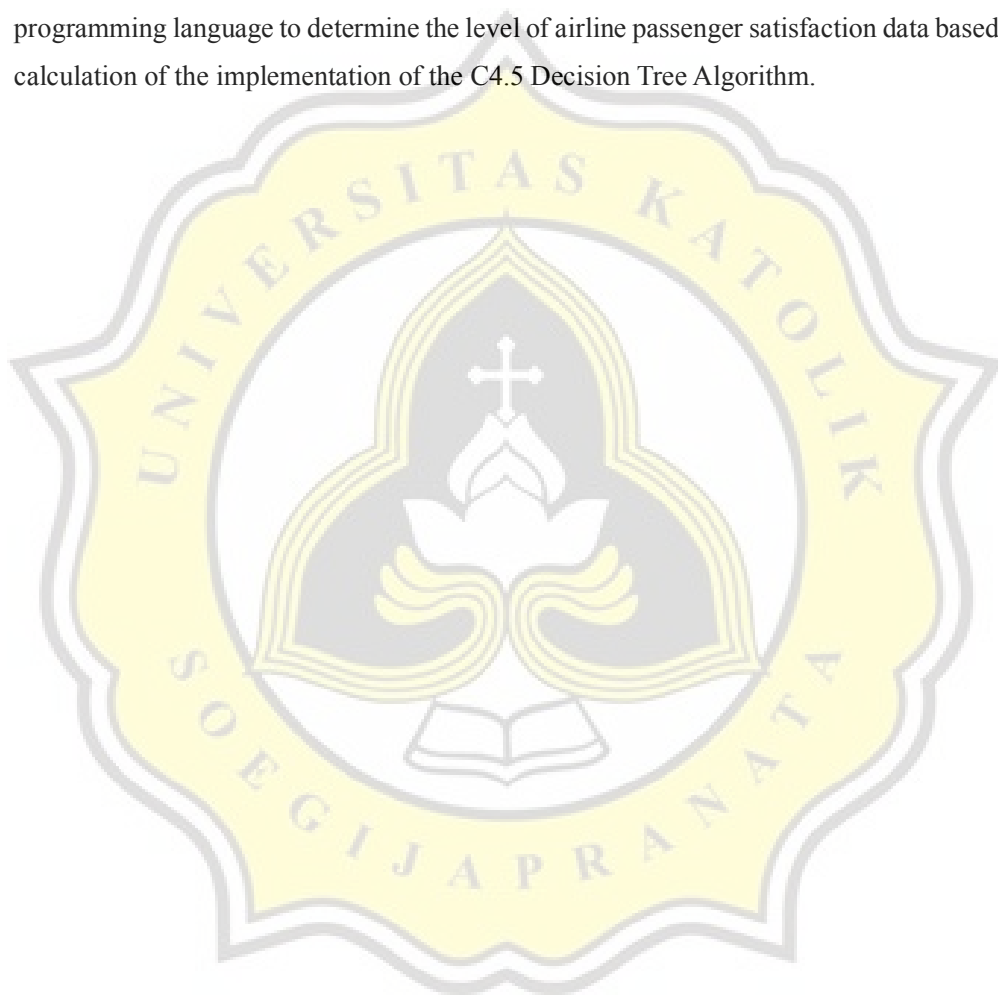 programming language to determine the level of airline passenger satisfaction data based
calculation of the implementation of the C4.5 Decision Tree Algorithm.
UNIVERSITAS KATOLIK
SOEGIJAPRANATA